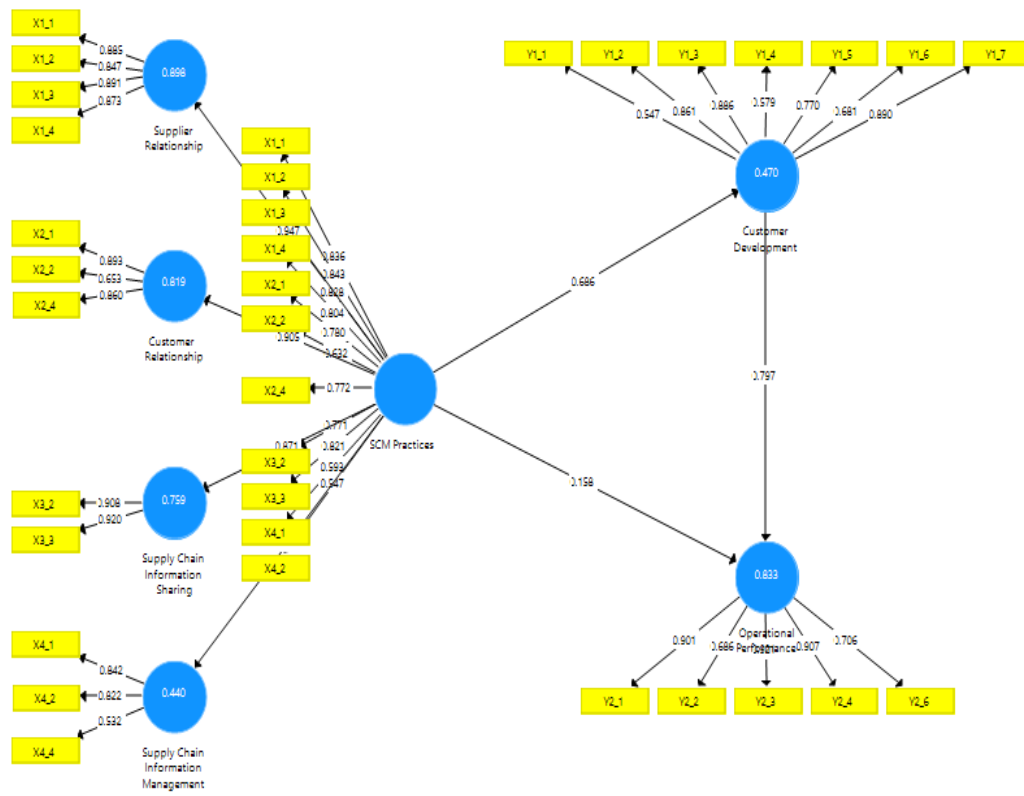 X1_1
X1_2
X1_3
X1_4
0.885
0.847
0.891
0.873
0.898
Supplier
Relationship
X2_1
X2_2
X2_4
0.893
0.653
0.860
0.819
Customer
Relationship
X3_2
X3_3
0.908
0.920
0.759
Supply Chain
Information
Sharing
X4_1
X4_2
X4_4
0.842
0.822
0.532
0.440
Supply Chain
Information
Management
X1_1
X1_2
X1_3
X1_4
X2_1
X2_2
X2_4
X3_2
X3_3
X4_1
X4_2
0.947
0.905
0.871
0.836
0.843
0.828
0.804
0.780
0.632
0.772
0.771
0.821
0.593
0.547
SCM Practices
0.686
0.158
Y1_1
Y1_2
Y1_3
Y1_4
Y1_5
Y1_6
Y1_7
0.547
0.861
0.886
0.579
0.770
0.681
0.890
0.470
Customer
Development
0.797
0.833
Operational
Performance
0.901
0.686
0.907
0.706
Y2_1
Y2_2
Y2_3
Y2_4
Y2_6